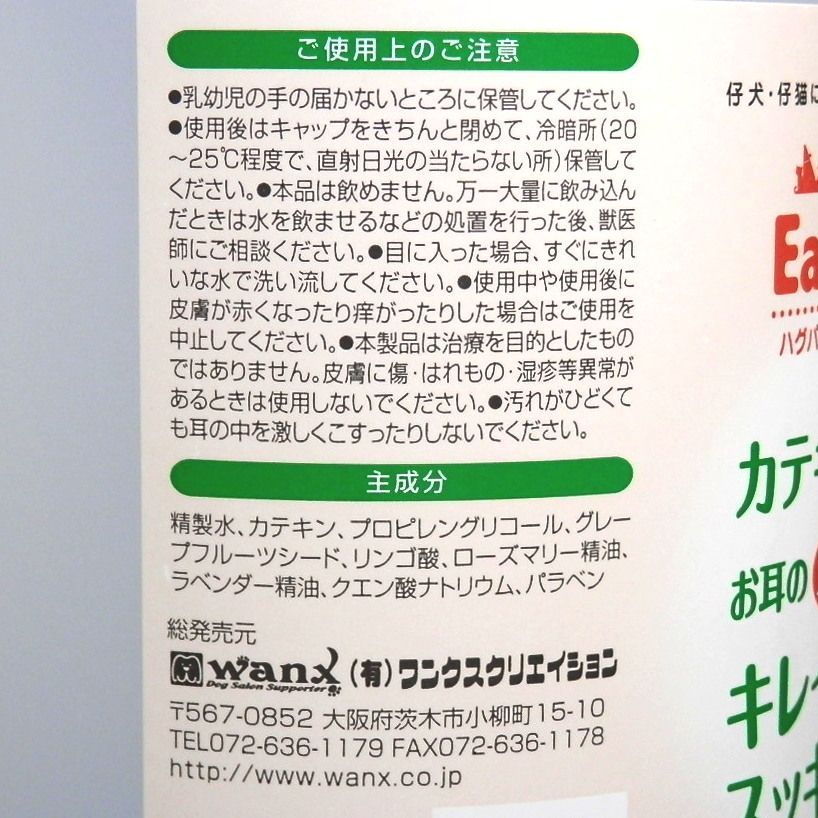 ご使用上のご注意
●乳幼児の手の届かないところに保管してください。
●使用後はキャップをきちんと閉めて、冷暗所(20
～25℃程度で、直射日光の当たらない所)保管して
ください。●本品は飲めません。万一大量に飲み込ん
だときは水を飲ませるなどの処置を行った後、獣医
師にご相談ください。●目に入った場合、すぐにきれ
いな水で洗い流してください。●使用中や使用後に
皮膚が赤くなったり痒がったりした場合はご使用を
中止してください。●本製品は治療を目的としたもの
ではありません。皮膚に傷・はれもの・湿疹等異常が
あるときは使用しないでください。●汚れがひどくて
も耳の中を激しくこすったりしないでください。
主成分
精製水、カテキン、プロピレングリコール、グレー
プフルーツシード、リンゴ酸、ローズマリー精油、
ラベンダー精油、クエン酸ナトリウム、パラベン
総発売元
wanx (有)ワンクスクリエイション
Dog Salon Supporter
〒567-0852 大阪府茨木市小柳町15-10
TEL072-636-1179 FAX072-636-1178
http://www.wanx.co.jp
仔犬・仔猫に
Ea
ハグ
カテ
お耳の
キレ
スッキ